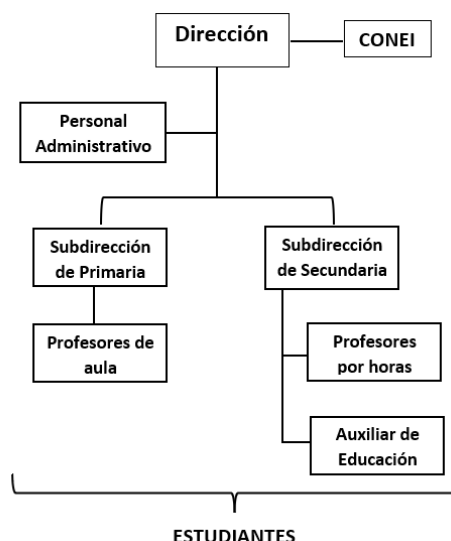 Dirección
CONEI
Personal
Administrativo
Subdirección
de Primaria
Subdirección
de Secundaria
Profesores de
aula
Profesores
por horas
Auxiliar de
Educación
ESTUDIANTES